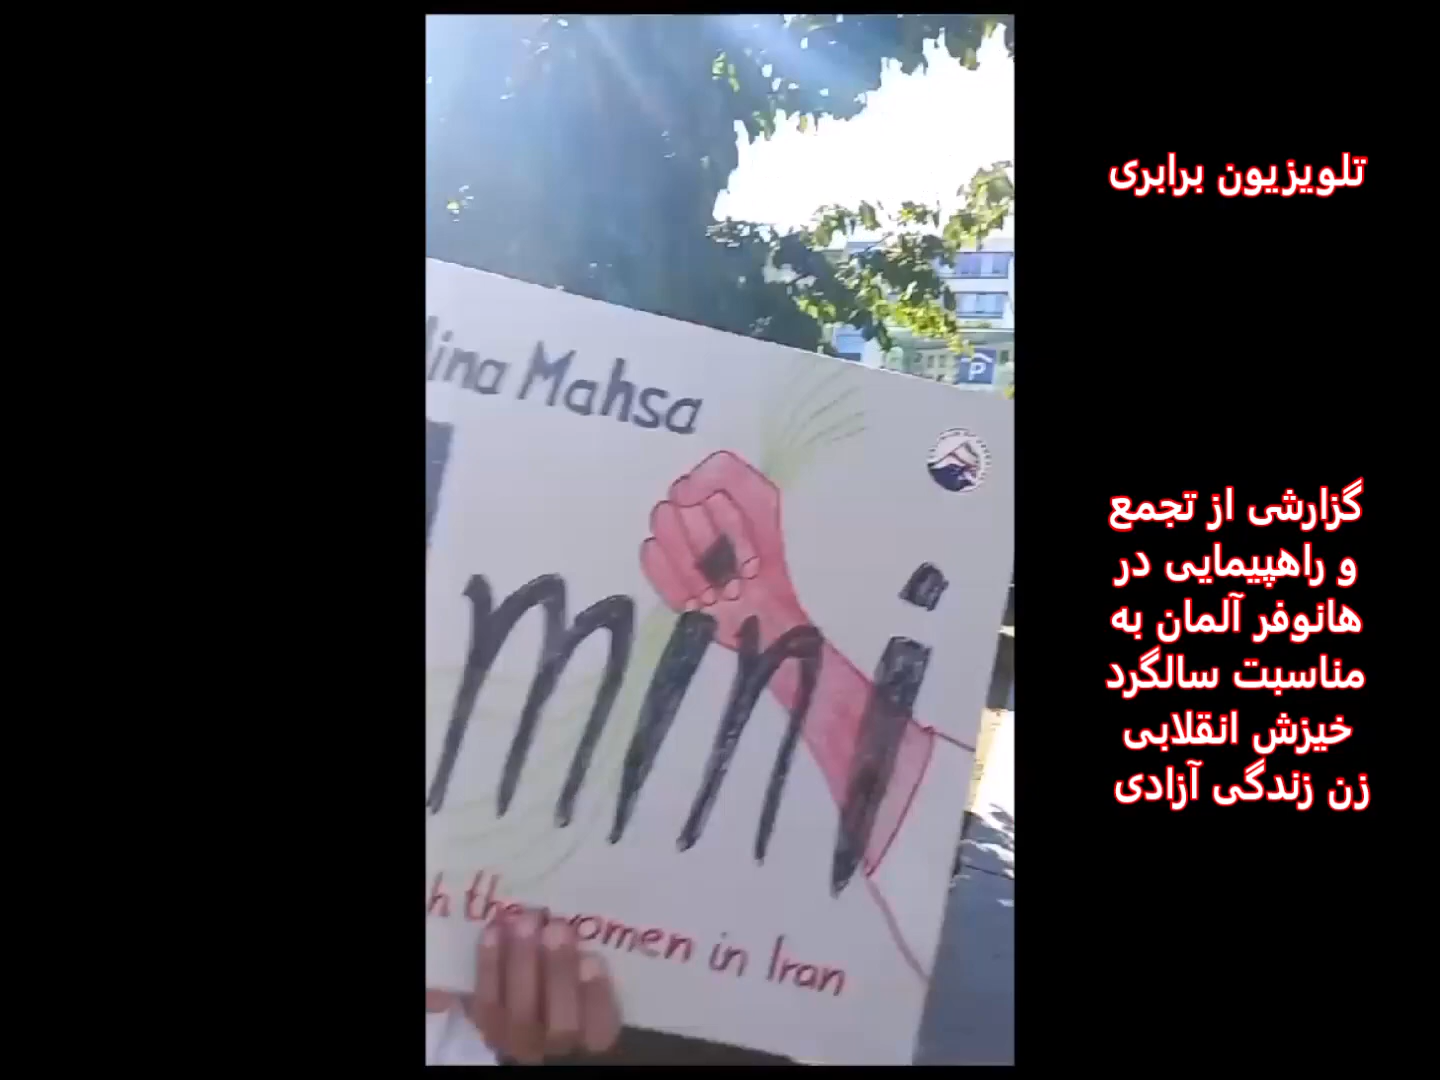 تلویزیون برابری
گزارشی از تجمع
و راهپیمایی در
هانوفر آلمان به
مناسبت سالگرد
خیزش انقلابی
زن زندگی آزادی
ina Mahsa
mini
h the women in Iran
P